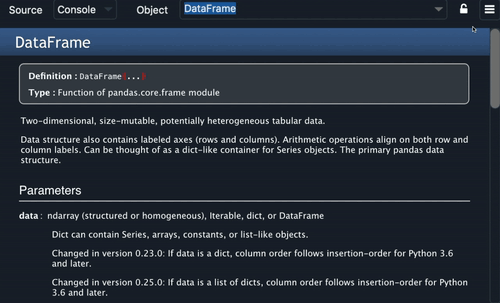 Source Console Object DataFrame
DataFrame
Definition : DataFrame(...)
Type : Function of pandas.core.frame module
Two-dimensional, size-mutable, potentially heterogeneous tabular data.
Data structure also contains labeled axes (rows and columns). Arithmetic operations align on both row and
column labels. Can be thought of as a dict-like container for Series objects. The primary pandas data
structure.
Parameters
data : ndarray (structured or homogeneous), Iterable, dict, or DataFrame
Dict can contain Series, arrays, constants, or list-like objects.
Changed in version 0.23.0: If data is a dict, column order follows insertion-order for Python 3.6
and later.
Changed in version 0.25.0: If data is a list of dicts, column order follows insertion-order for Python
3.6 and later.